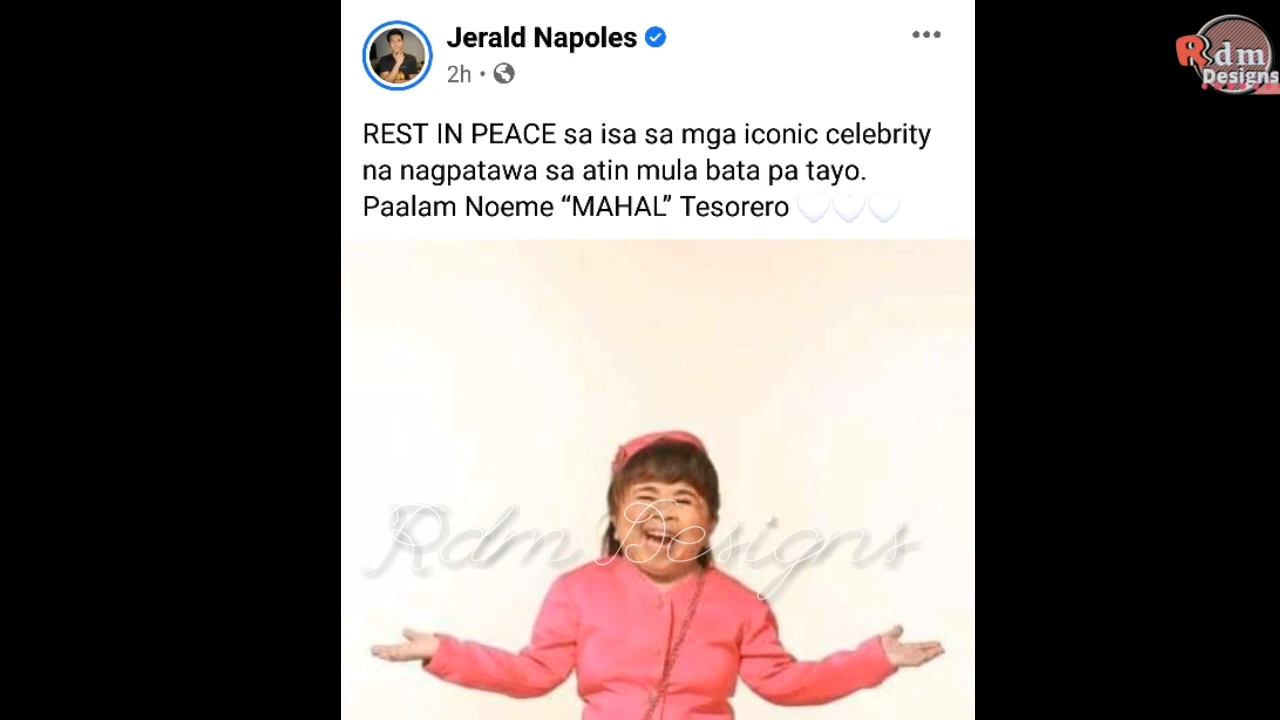 Jerald Napoles
2h
REST IN PEACE sa isa sa mga iconic celebrity
na nagpatawa sa atin mula bata pa tayo.
Paalam Noeme “MAHAL” Tesorero 🤍🤍🤍
Rdm Designs
Rdm
Designs